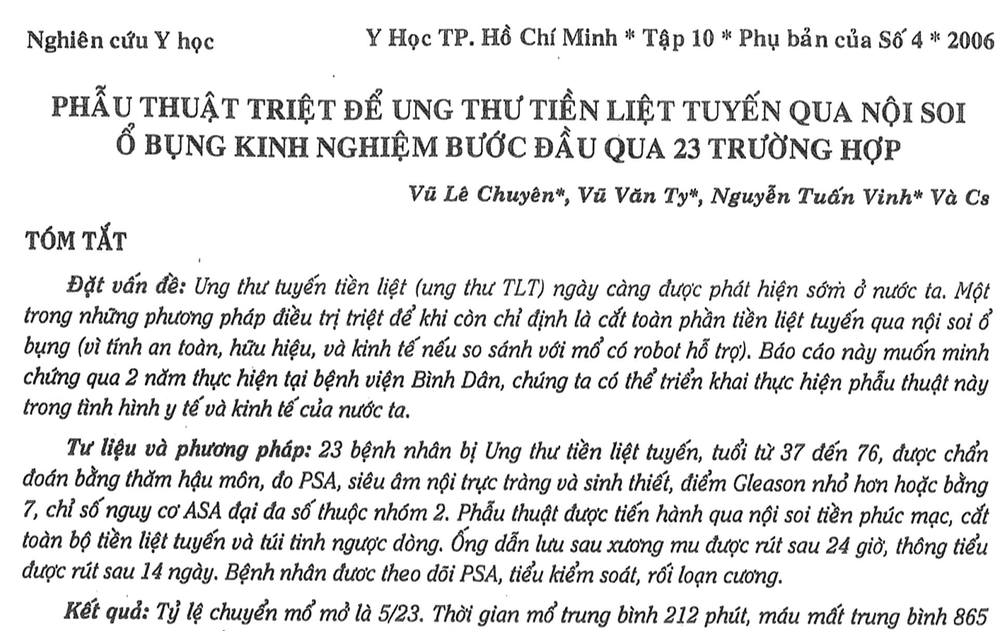 Nghiên cứu Y học
Y Học TP. Hồ Chí Minh * Tập 10 * Phụ bản của Số 4 * 2006
PHẪU THUẬT TRIỆT ĐỂ UNG THƯ TIỀN LIỆT TUYẾN QUA NỘI SOI
Ổ BỤNG KINH NGHIỆM BƯỚC ĐẦU QUA 23 TRƯỜNG HỢP
Vũ Lê Chuyên*, Vũ Văn Ty*, Nguyễn Tuấn Vinh* Và Cs
TÓM TẮT
Đặt vấn đề: Ung thư tuyến tiền liệt (ung thư TLT) ngày càng được phát hiện sớm ở nước ta. Một
trong những phương pháp điều trị triệt để khi còn chỉ định là cắt toàn phần tiền liệt tuyến qua nội soi ổ
bụng (vì tính an toàn, hữu hiệu, và kinh tế nếu so sánh với mổ có robot hỗ trợ). Báo cáo này muốn minh
chứng qua 2 năm thực hiện tại bệnh viện Bình Dân, chúng ta có thể triển khai thực hiện phẫu thuật này
trong tình hình y tế và kinh tế của nước ta.
Tư liệu và phương pháp: 23 bệnh nhân bị Ung thư tiền liệt tuyến, tuổi từ 37 đến 76, được chẩn
đoán bằng thăm hậu môn, đo PSA, siêu âm nội trực tràng và sinh thiết, điểm Gleason nhỏ hơn hoặc bằng
7, chỉ số nguy cơ ASA đại đa số thuộc nhóm 2. Phẫu thuật được tiến hành qua nội soi tiền phúc mạc, cắt
toàn bộ tiền liệt tuyến và túi tinh ngược dòng. Ống dẫn lưu sau xương mu được rút sau 24 giờ, thông tiểu
được rút sau 14 ngày. Bệnh nhân đươc theo dõi PSA, tiểu kiểm soát, rối loạn cương.
Kết quả: Tỷ lệ chuyển mổ mở là 5/23. Thời gian mổ trung bình 212 phút, máu mất trung bình 865